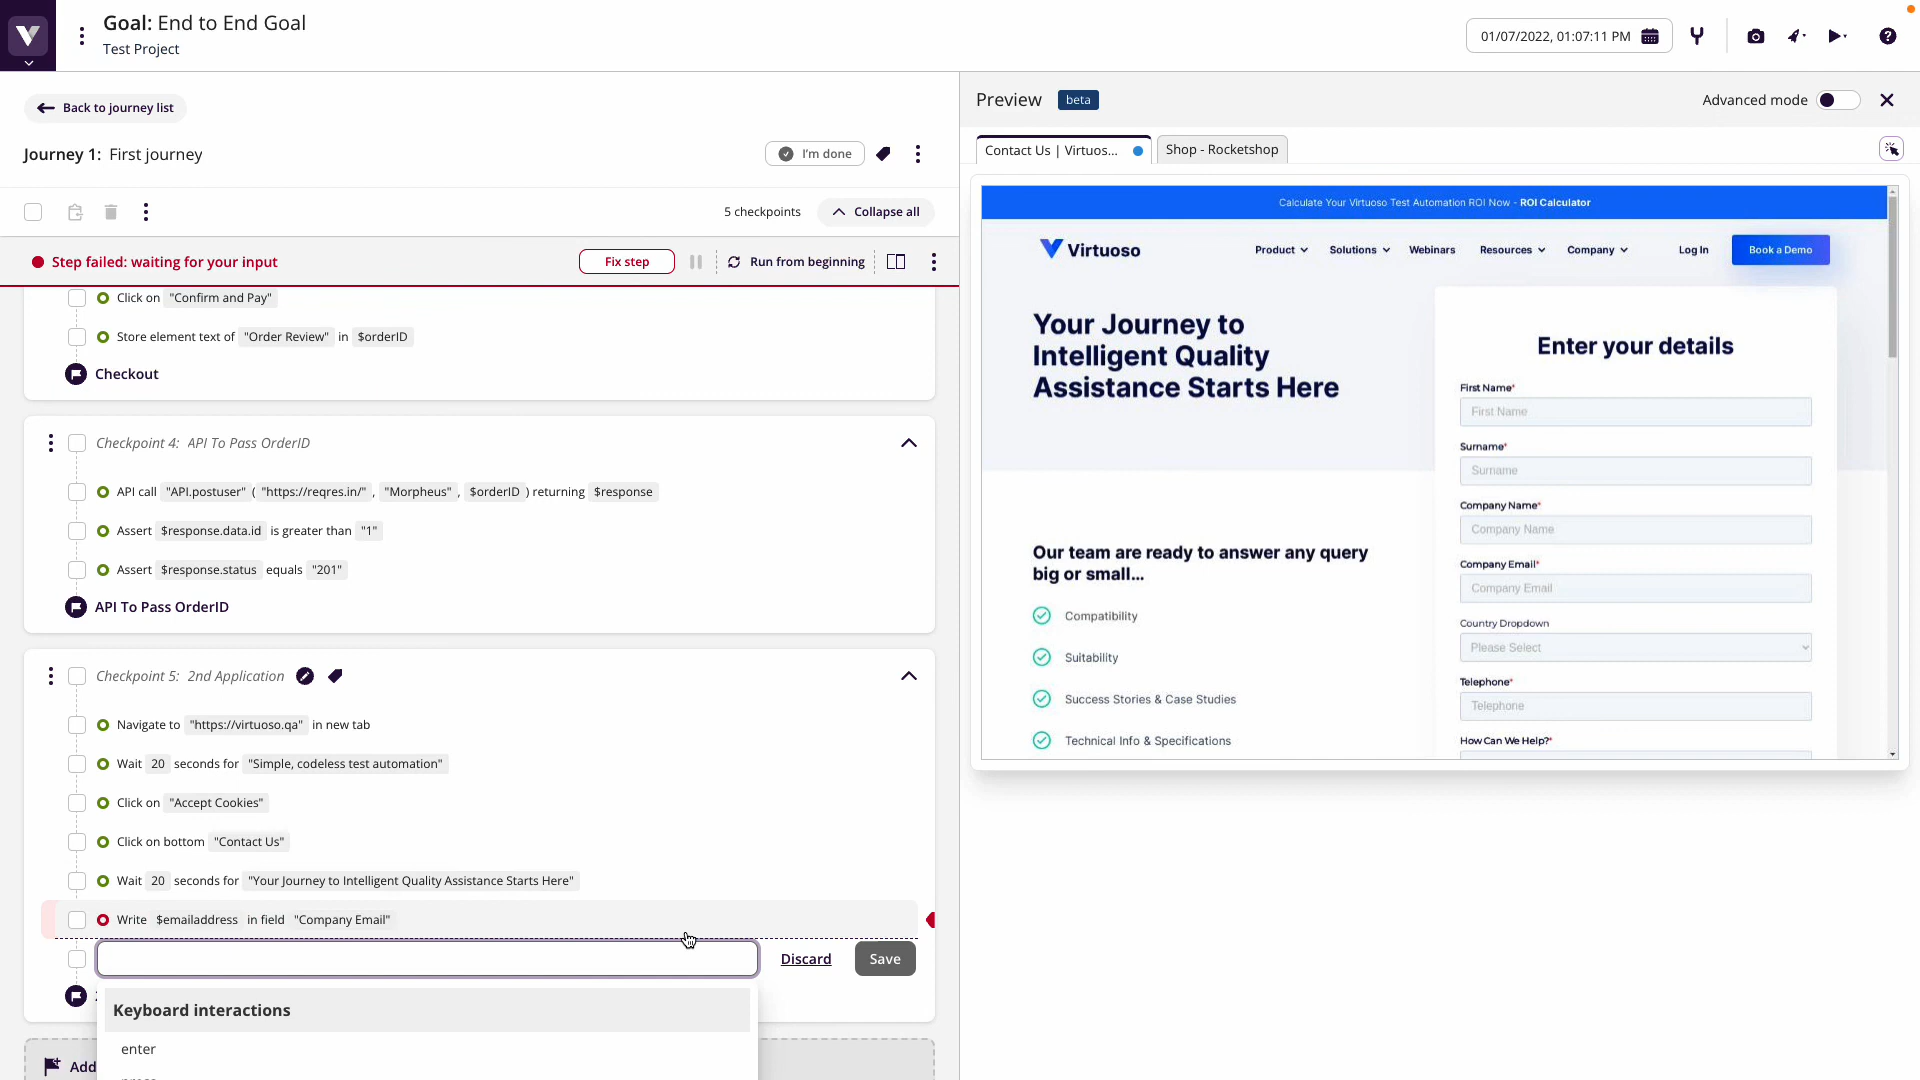 Goal: End to End Goal
Test Project
01/07/2022, 01:07:11 PM
Back to journey list
Journey 1: First journey
I'm done
5 checkpoints
Collapse all
Step failed: waiting for your input
Fix step
Run from beginning
Click on "Confirm and Pay"
Store element text of "Order Review" in $orderID
Checkout
Checkpoint 4: API To Pass OrderID
API call "API.postuser" ( "https://reqres.in/" , "Morpheus" , $orderID ) returning $response
Assert $response.data.id is greater than "1"
Assert $response.status equals "201"
API To Pass OrderID
Checkpoint 5: 2nd Application
Navigate to "https://virtuoso.qa" in new tab
Wait 20 seconds for "Simple, codeless test automation"
Click on "Accept Cookies"
Click on bottom "Contact Us"
Wait 20 seconds for "Your Journey to Intelligent Quality Assistance Starts Here"
Write $emailaddress in field "Company Email"
Discard
Save
Keyboard interactions
enter
Add
Preview beta
Advanced mode
Contact Us | Virtuos...
Shop - Rocketshop
Calculate Your Virtuoso Test Automation ROI Now - ROI Calculator
Virtuoso
Product
Solutions
Webinars
Resources
Company
Log In
Book a Demo
Your Journey to
Intelligent Quality
Assistance Starts Here
Our team are ready to answer any query
big or small...
Compatibility
Suitability
Success Stories & Case Studies
Technical Info & Specifications
Enter your details
First Name*
First Name
Surname*
Surname
Company Name*
Company Name
Company Email*
Company Email
Country Dropdown
Please Select
Telephone*
Telephone
How Can We Help?*